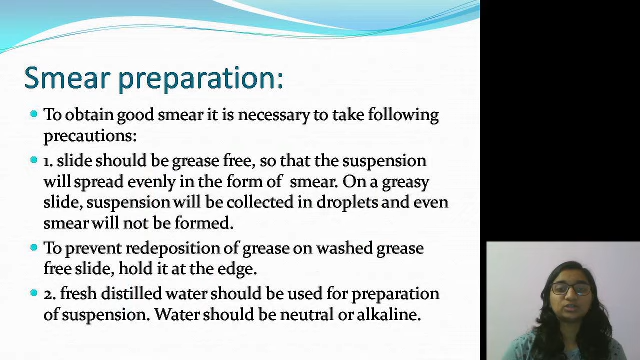 Smear preparation:
To obtain good smear it is necessary to take following
precautions:
1. slide should be grease free, so that the suspension
will spread evenly in the form of smear. On a greasy
slide, suspension will be collected in droplets and even
smear will not be formed.
To prevent redeposition of grease on washed grease
free slide, hold it at the edge.
2. fresh distilled water should be used for preparation
of suspension. Water should be neutral or alkaline.